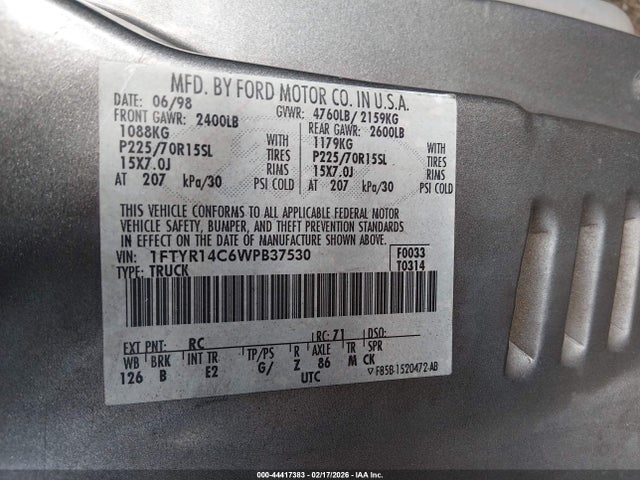 MFD. BY FORD MOTOR CO. IN U.S.A.
DATE: 06/98 GVWR: 4760LB/ 2159KG
FRONT GAWR: 2400LB REAR GAWR: 2600LB
1088KG WITH 1179KG WITH
P225/70R15SL TIRES P225/70R15SL TIRES
15X7.0J RIMS 15X7.0J RIMS
AT 207 kPa/30 PSI COLD AT 207 kPa/30 PSI COLD
THIS VEHICLE CONFORMS TO ALL APPLICABLE FEDERAL MOTOR
VEHICLE SAFETY, BUMPER, AND THEFT PREVENTION STANDARDS
IN EFFECT ON THE DATE OF MANUFACTURE SHOWN ABOVE.
VIN: 1FTYR14C6WPB37530 F0033
TYPE: TRUCK T0314
EXT PNT: RC RC: 71 DSO:
WB BRK INT TR TP/PS R AXLE TR SPR
126 B E2 G/ Z 86 M CK
UTC ▽ F85B-1520472-AB
000-44417383 - 02/17/2026 - IAA Inc.